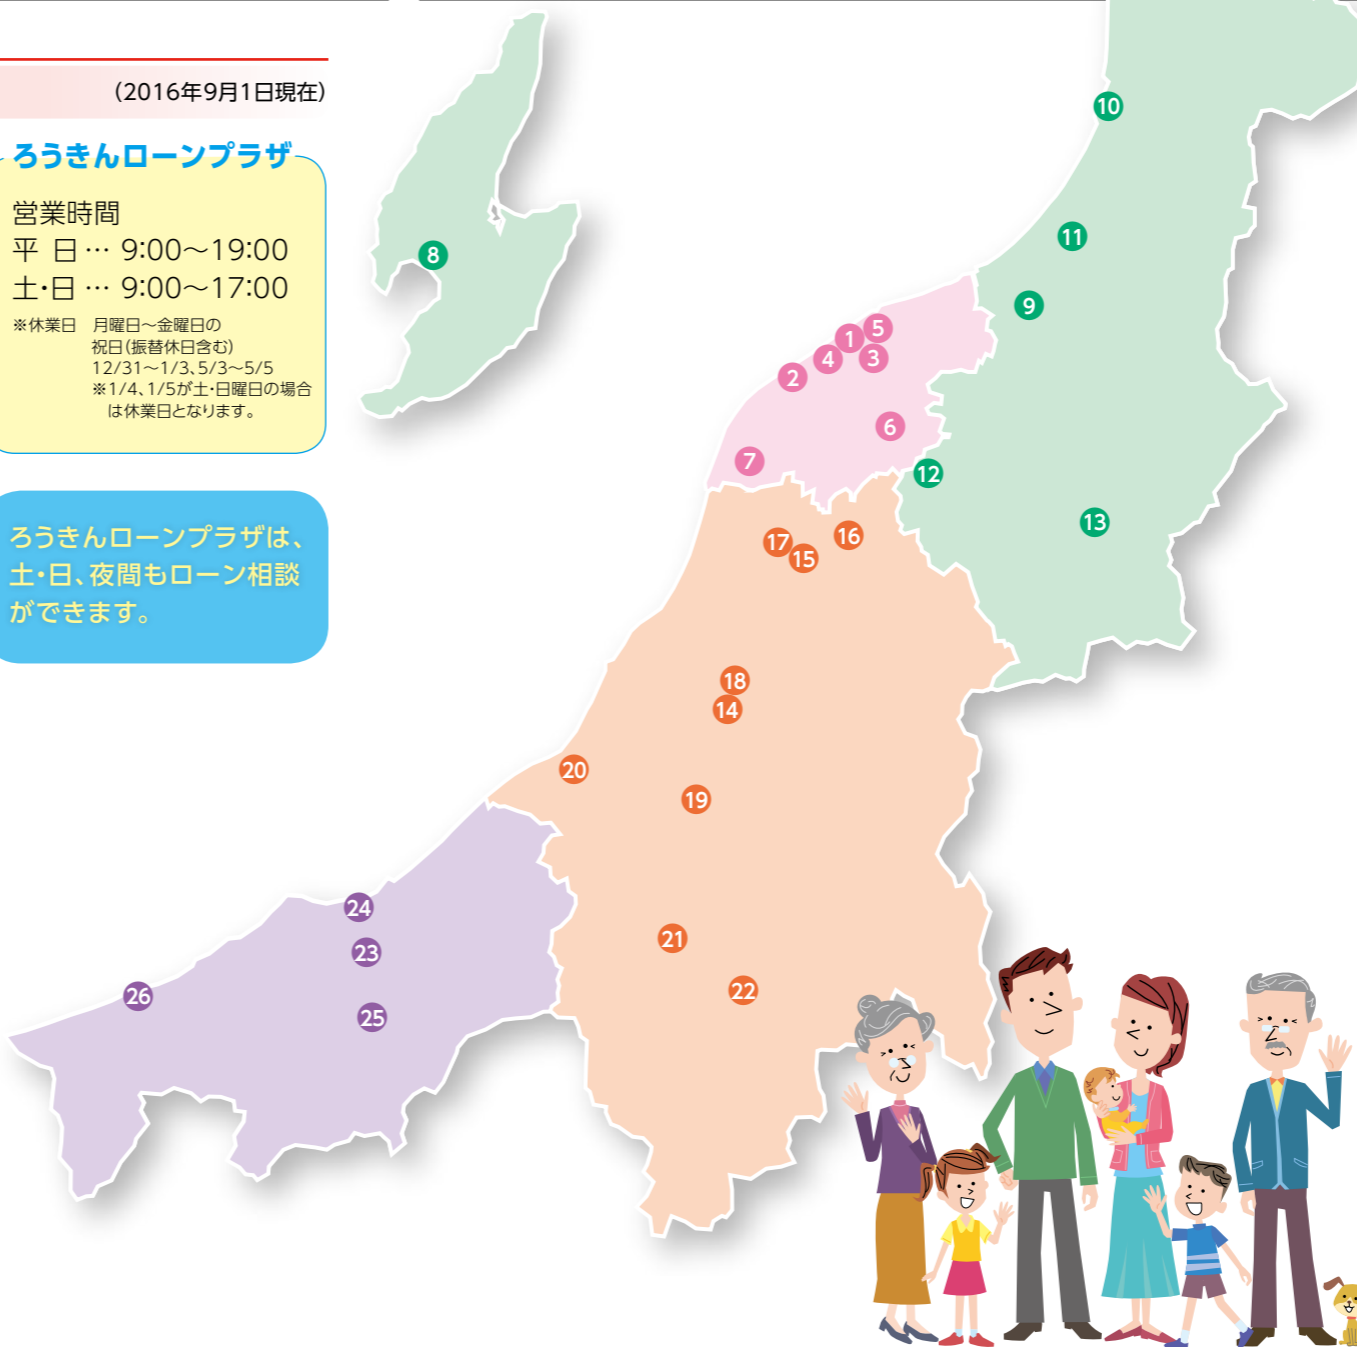 (2016年9月1日現在)
ろうきんローンプラザ
営業時間
平 日… 9:00～19:00
土・日… 9:00～17:00
※休業日 月曜日～金曜日の
祝日(振替休日含む)
12/31～1/3、5/3～5/5
※1/4、1/5が土・日曜日の場合
は休業日となります。
ろうきんローンプラザは、
土・日、夜間もローン相談
ができます。
10
11
8
9
5
1
4
3
2
6
7
12
13
16
17
15
18
14
20
19
24
21
23
22
26
25